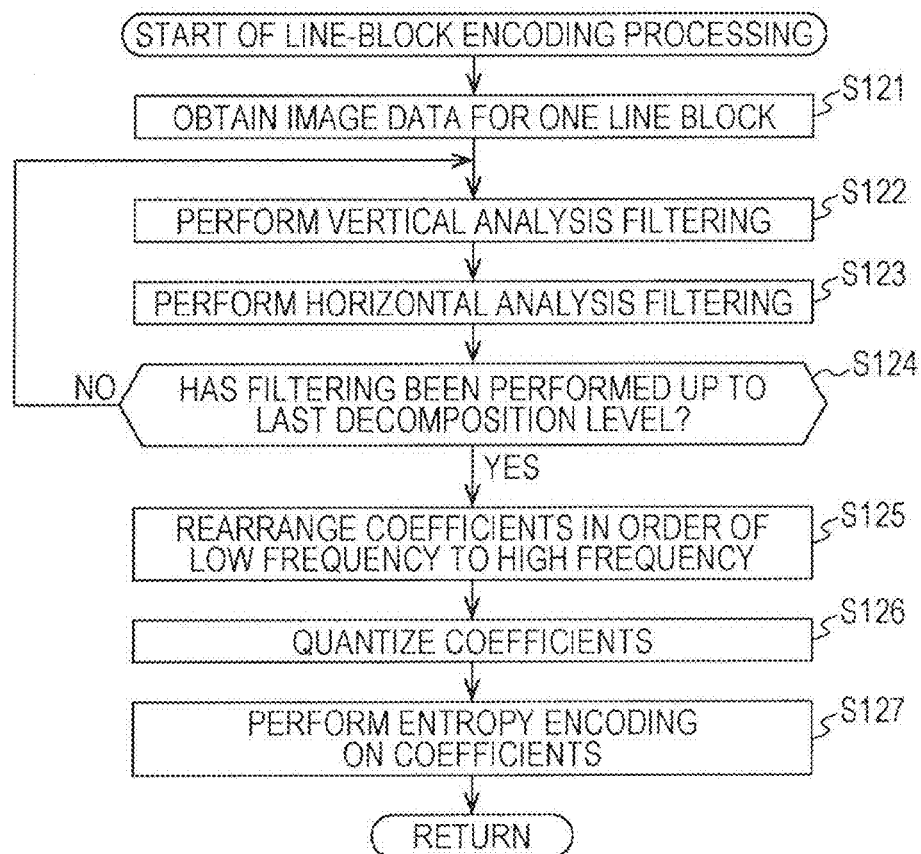 START OF LINE-BLOCK ENCODING PROCESSING
S121
OBTAIN IMAGE DATA FOR ONE LINE BLOCK
S122
PERFORM VERTICAL ANALYSIS FILTERING
S123
PERFORM HORIZONTAL ANALYSIS FILTERING
S124
NO
HAS FILTERING BEEN PERFORMED UP TO
LAST DECOMPOSITION LEVEL?
YES
S125
REARRANGE COEFFICIENTS IN ORDER OF
LOW FREQUENCY TO HIGH FREQUENCY
S126
QUANTIZE COEFFICIENTS
S127
PERFORM ENTROPY ENCODING
ON COEFFICIENTS
RETURN